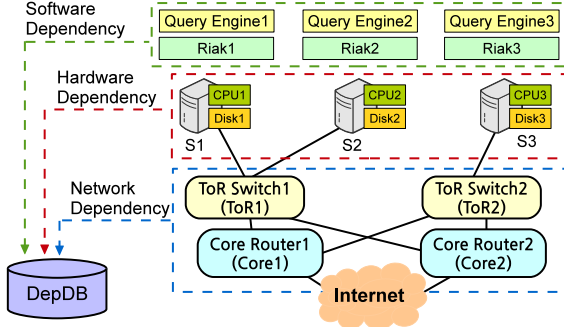 Software
Dependency
Query Engine1
Query Engine2
Query Engine3
Riak1
Riak2
Riak3
Hardware
Dependency
CPU1
Disk1
S1
CPU2
Disk2
S2
CPU3
Disk3
S3
Network
Dependency
ToR Switch1
(ToR1)
ToR Switch2
(ToR2)
Core Router1
(Core1)
Core Router2
(Core2)
Internet
DepDB